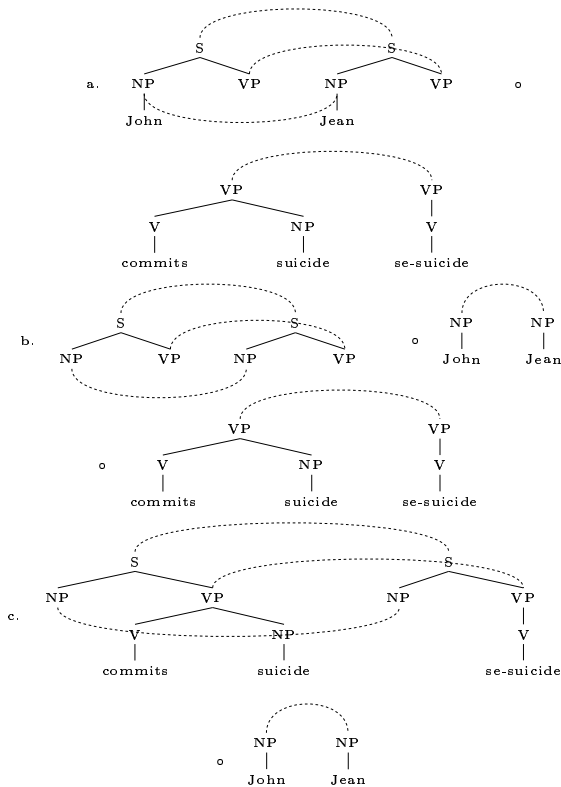 S S
a. NP VP NP VP o
John Jean
VP VP
V NP V
commits suicide se-suicide
S S NP NP
b. NP VP NP VP o John Jean
VP VP
o V NP V
commits suicide se-suicide
S S
NP VP NP VP
c. V NP V
commits suicide se-suicide
NP NP
o
John Jean